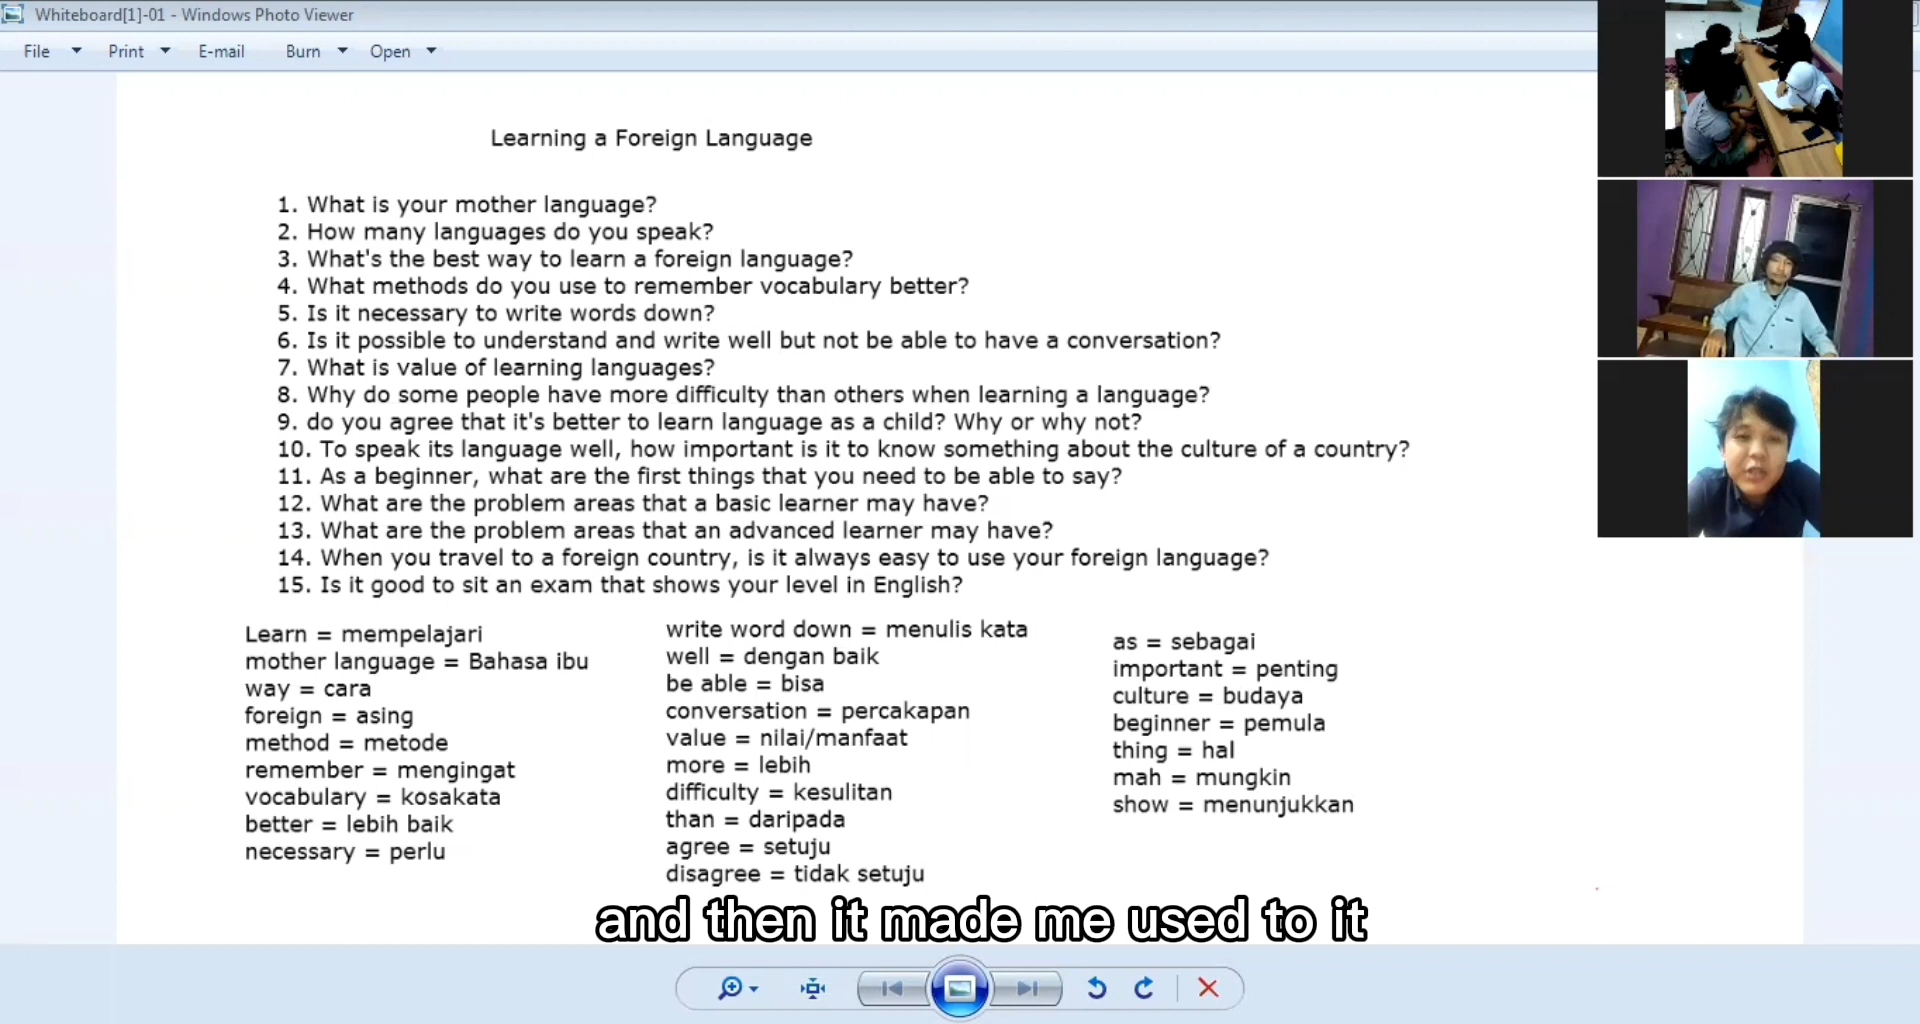 Whiteboard[1]-01 - Windows Photo Viewer
File Print E-mail Burn Open
Learning a Foreign Language
1. What is your mother language?
2. How many languages do you speak?
3. What's the best way to learn a foreign language?
4. What methods do you use to remember vocabulary better?
5. Is it necessary to write words down?
6. Is it possible to understand and write well but not be able to have a conversation?
7. What is value of learning languages?
8. Why do some people have more difficulty than others when learning a language?
9. do you agree that it's better to learn language as a child? Why or why not?
10. To speak its language well, how important is it to know something about the culture of a country?
11. As a beginner, what are the first things that you need to be able to say?
12. What are the problem areas that a basic learner may have?
13. What are the problem areas that an advanced learner may have?
14. When you travel to a foreign country, is it always easy to use your foreign language?
15. Is it good to sit an exam that shows your level in English?
Learn = mempelajari
mother language = Bahasa ibu
way = cara
foreign = asing
method = metode
remember = mengingat
vocabulary = kosakata
better = lebih baik
necessary = perlu
write word down = menulis kata
well = dengan baik
be able = bisa
conversation = percakapan
value = nilai/manfaat
more = lebih
difficulty = kesulitan
than = daripada
agree = setuju
disagree = tidak setuju
as = sebagai
important = penting
culture = budaya
beginner = pemula
thing = hal
mah = mungkin
show = menunjukkan
and then it made me used to it